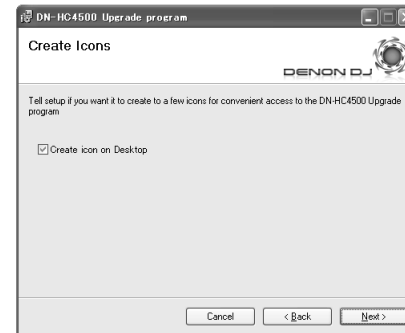 DN-HC4500 Upgrade program
Create Icons
DENON DJ
Tell setup if you want it to create to a few icons for convenient access to the DN-HC4500 Upgrade
program
Create icon on Desktop
Cancel
< Back
Next >